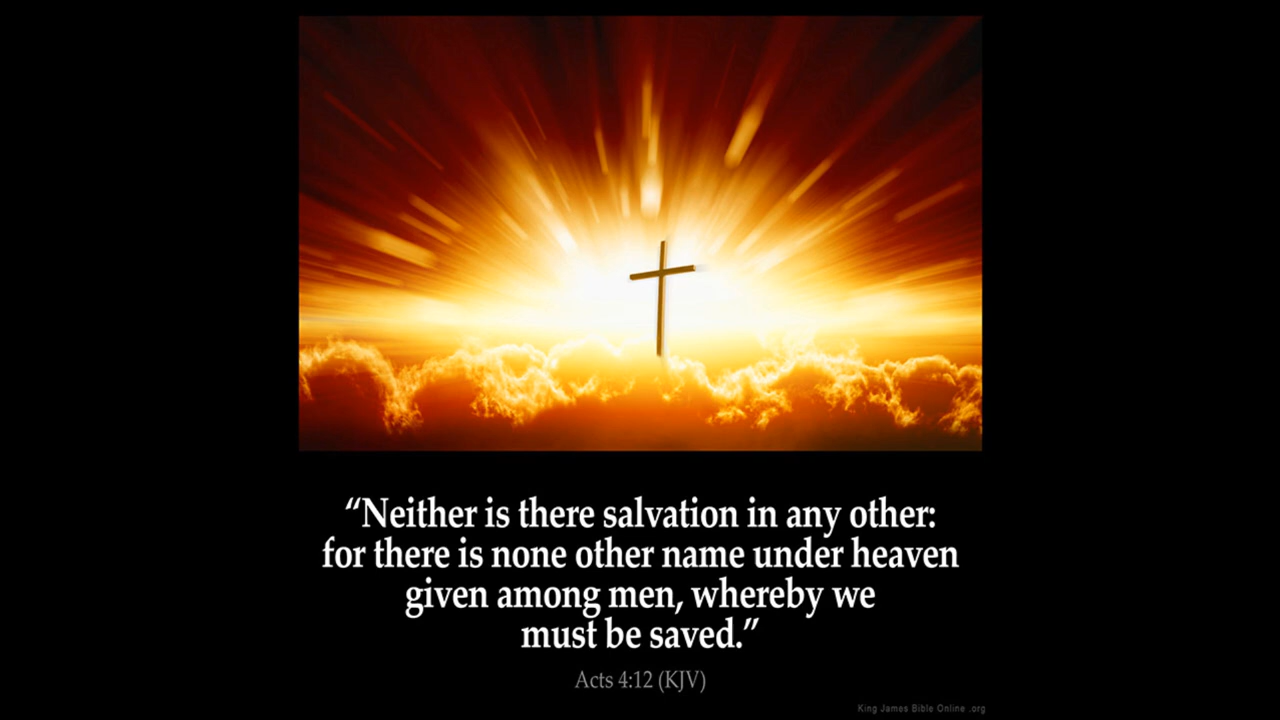 “Neither is there salvation in any other:
for there is none other name under heaven
given among men, whereby we
must be saved.”
Acts 4:12 (KJV)
King James Bible Online .org